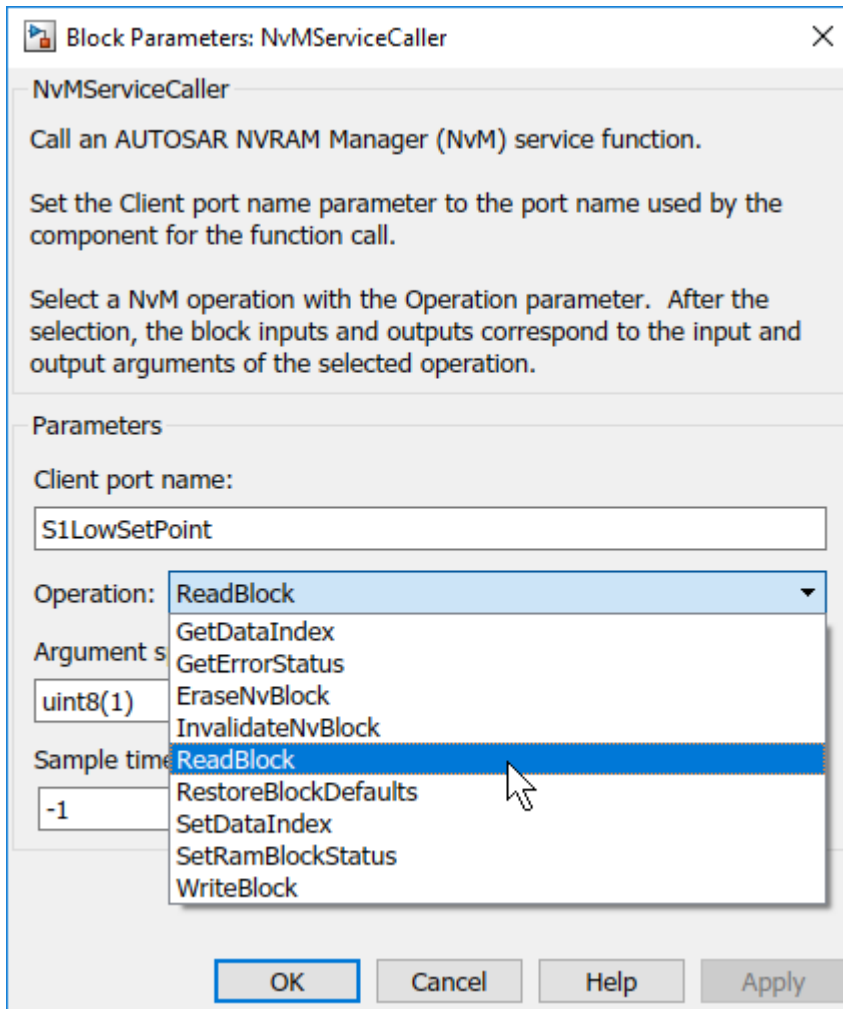 Block Parameters: NvMServiceCaller
NvMServiceCaller
Call an AUTOSAR NVRAM Manager (NvM) service function.
Set the Client port name parameter to the port name used by the
component for the function call.
Select a NvM operation with the Operation parameter.  After the
selection, the block inputs and outputs correspond to the input and
output arguments of the selected operation.
Parameters
Client port name:
S1LowSetPoint
Operation: ReadBlock
GetDataIndex
Argument
GetErrorStatus
EraseNvBlock
uint8(1)
InvalidateNvBlock
Sample time
ReadBlock
RestoreBlockDefaults
-1
SetDataIndex
SetRamBlockStatus
WriteBlock
OK Cancel Help Apply